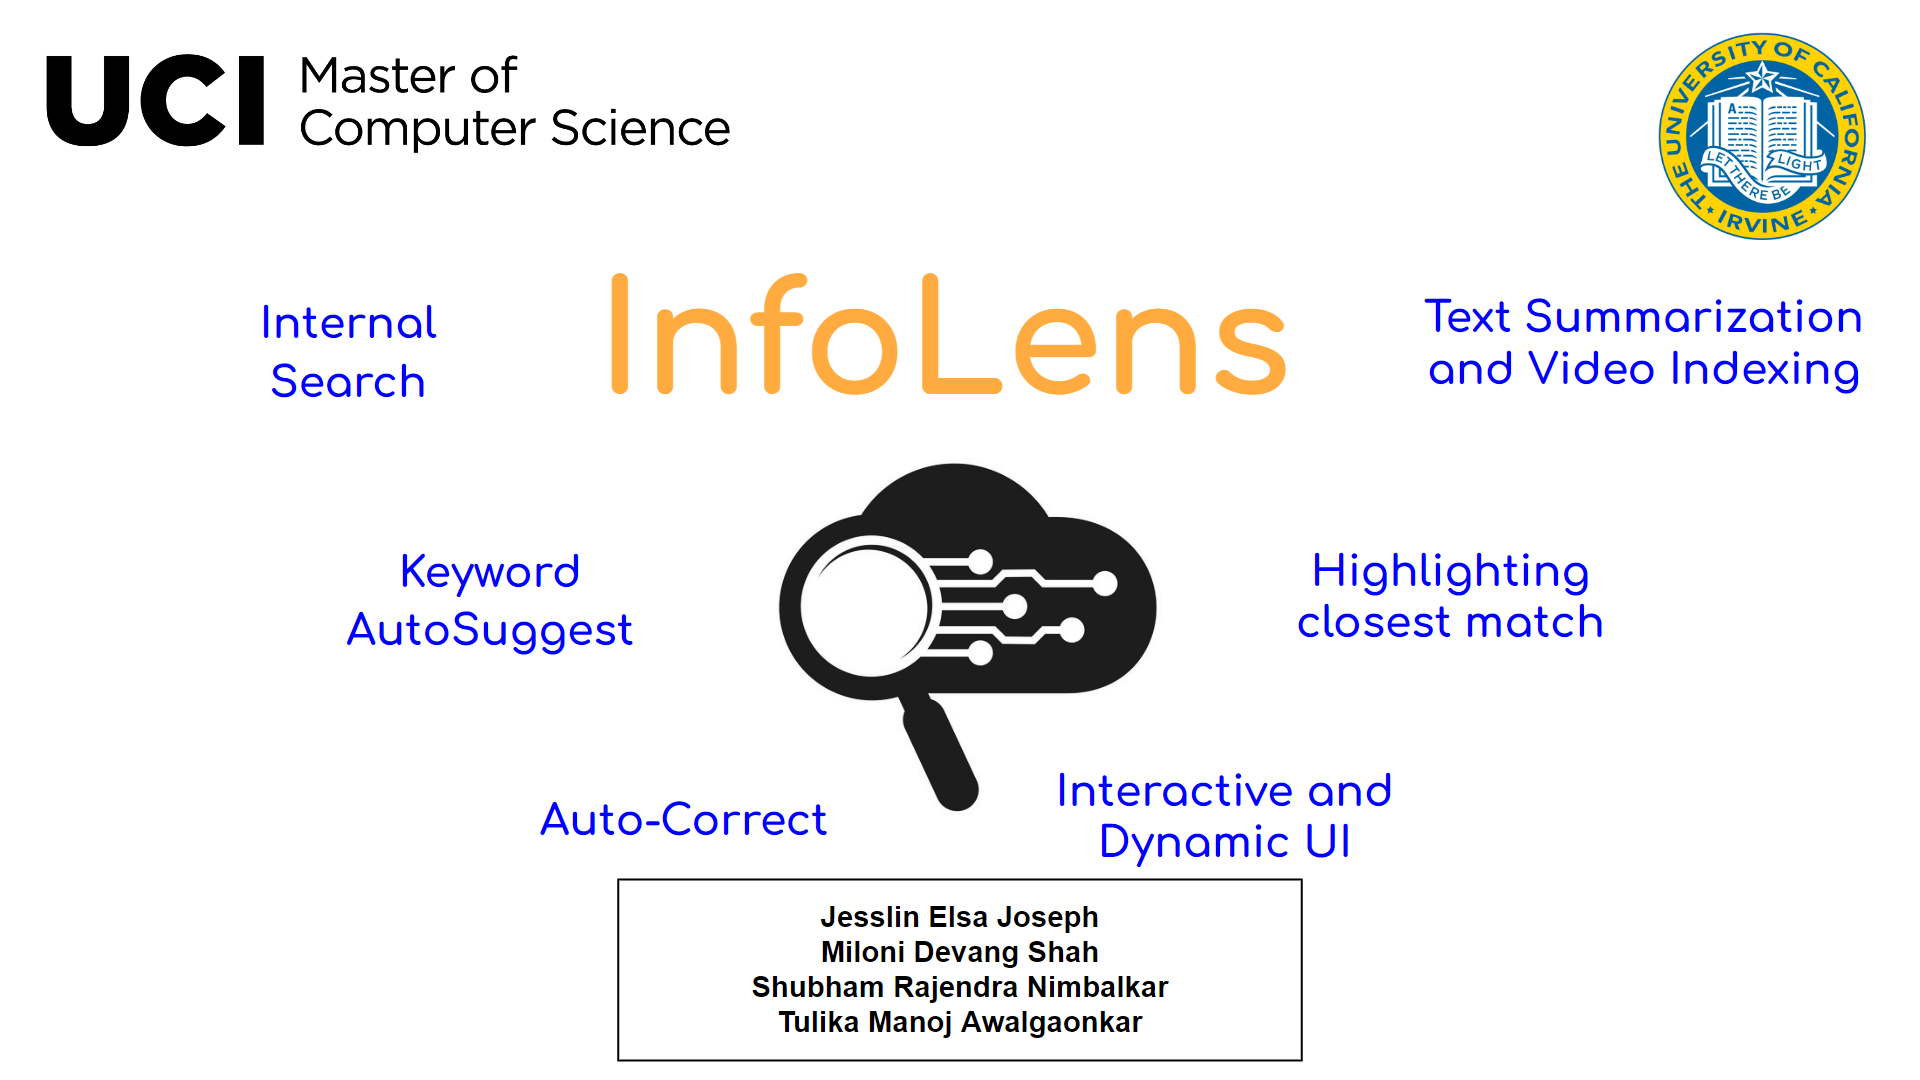 UCI Master of
Computer Science
THE UNIVERSITY OF CALIFORNIA
IRVINE
A
LET THERE BE LIGHT
InfoLens
Internal
Search
Text Summarization
and Video Indexing
Keyword
AutoSuggest
Highlighting
closest match
Auto-Correct
Interactive and
Dynamic UI
Jesslin Elsa Joseph
Miloni Devang Shah
Shubham Rajendra Nimbalkar
Tulika Manoj Awalgaonkar